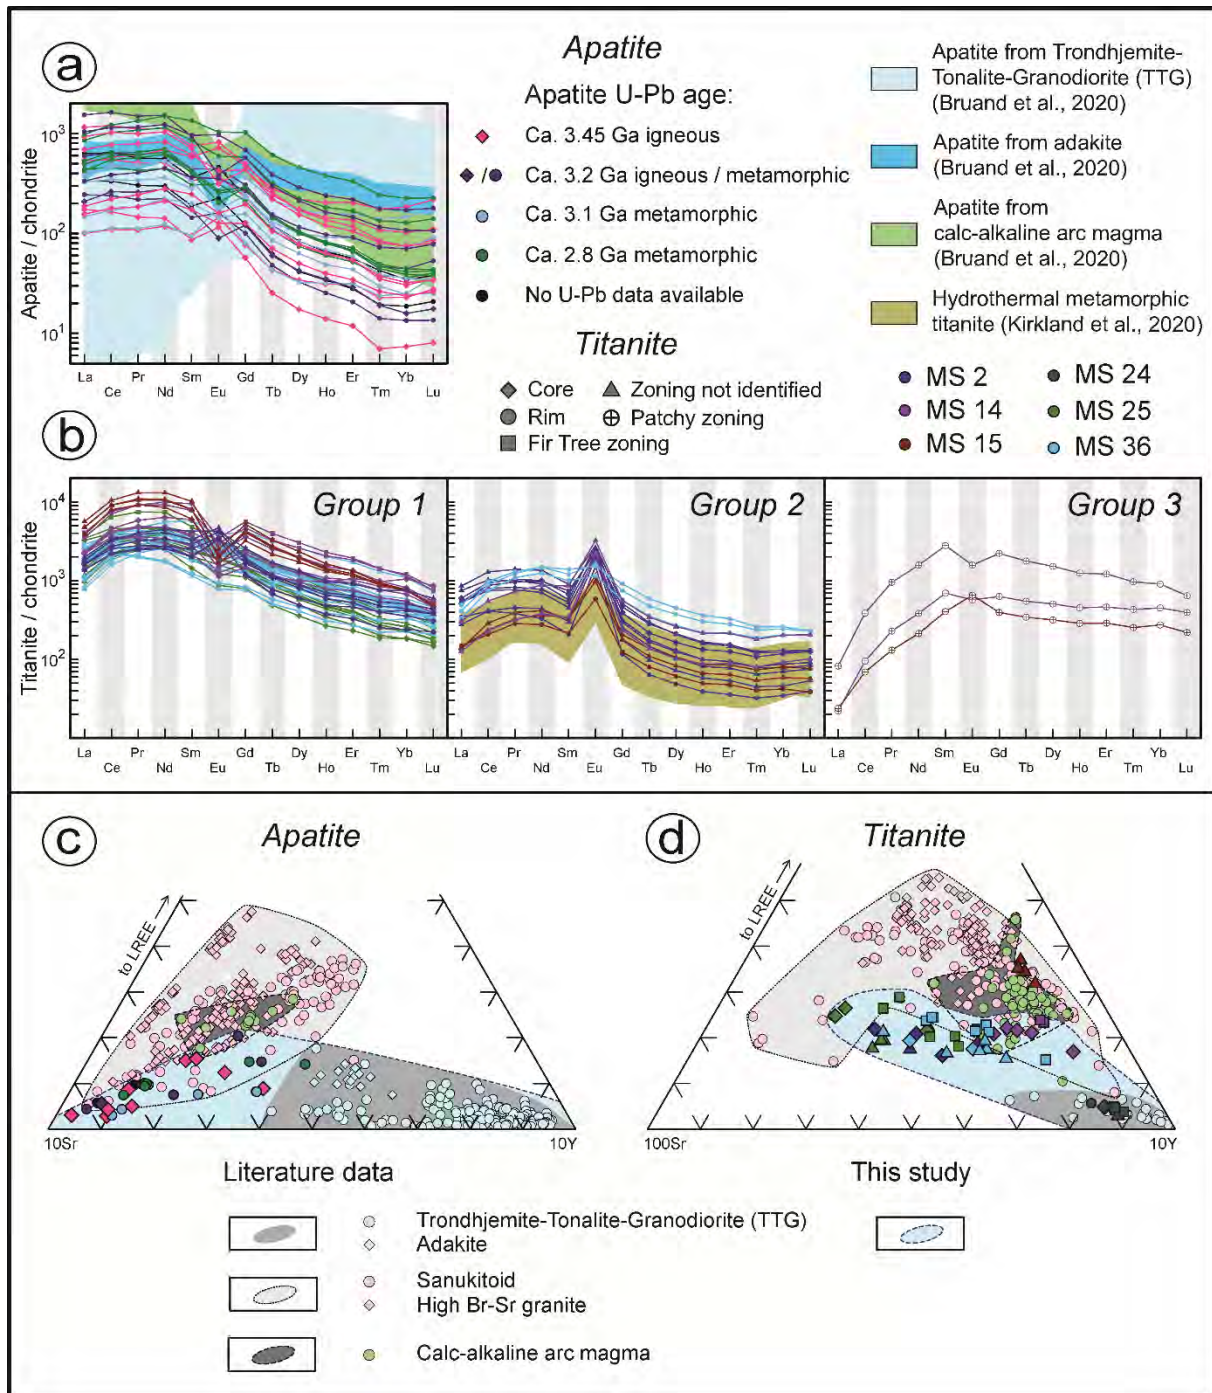 a
Apatite
Apatite U-Pb age:
Ca. 3.45 Ga igneous
/ Ca. 3.2 Ga igneous / metamorphic
Ca. 3.1 Ga metamorphic
Ca. 2.8 Ga metamorphic
No U-Pb data available
Apatite from Trondhjemite-
Tonalite-Granodiorite (TTG)
(Bruand et al., 2020)
Apatite from adakite
(Bruand et al., 2020)
Apatite from
calc-alkaline arc magma
(Bruand et al., 2020)
Hydrothermal metamorphic
titanite (Kirkland et al., 2020)
Apatite / chondrite
10³
10²
10¹
La Pr Sm Gd Dy Er Yb
Ce Nd Eu Tb Ho Tm Lu
Titanite
Core Zoning not identified
Rim Patchy zoning
Fir Tree zoning
MS 2 MS 24
MS 14 MS 25
MS 15 MS 36
b
Titanite / chondrite
10⁴
10³
10²
Group 1
Group 2
Group 3
La Pr Sm Gd Dy Er Yb
Ce Nd Eu Tb Ho Tm Lu
La Pr Sm Gd Dy Er Yb
Ce Nd Eu Tb Ho Tm Lu
La Pr Sm Gd Dy Er Yb
Ce Nd Eu Tb Ho Tm Lu
c
Apatite
to LREE →
10Sr
10Y
d
Titanite
to LREE →
100Sr
10Y
Literature data
Trondhjemite-Tonalite-Granodiorite (TTG)
Adakite
Sanukitoid
High Br-Sr granite
Calc-alkaline arc magma
This study